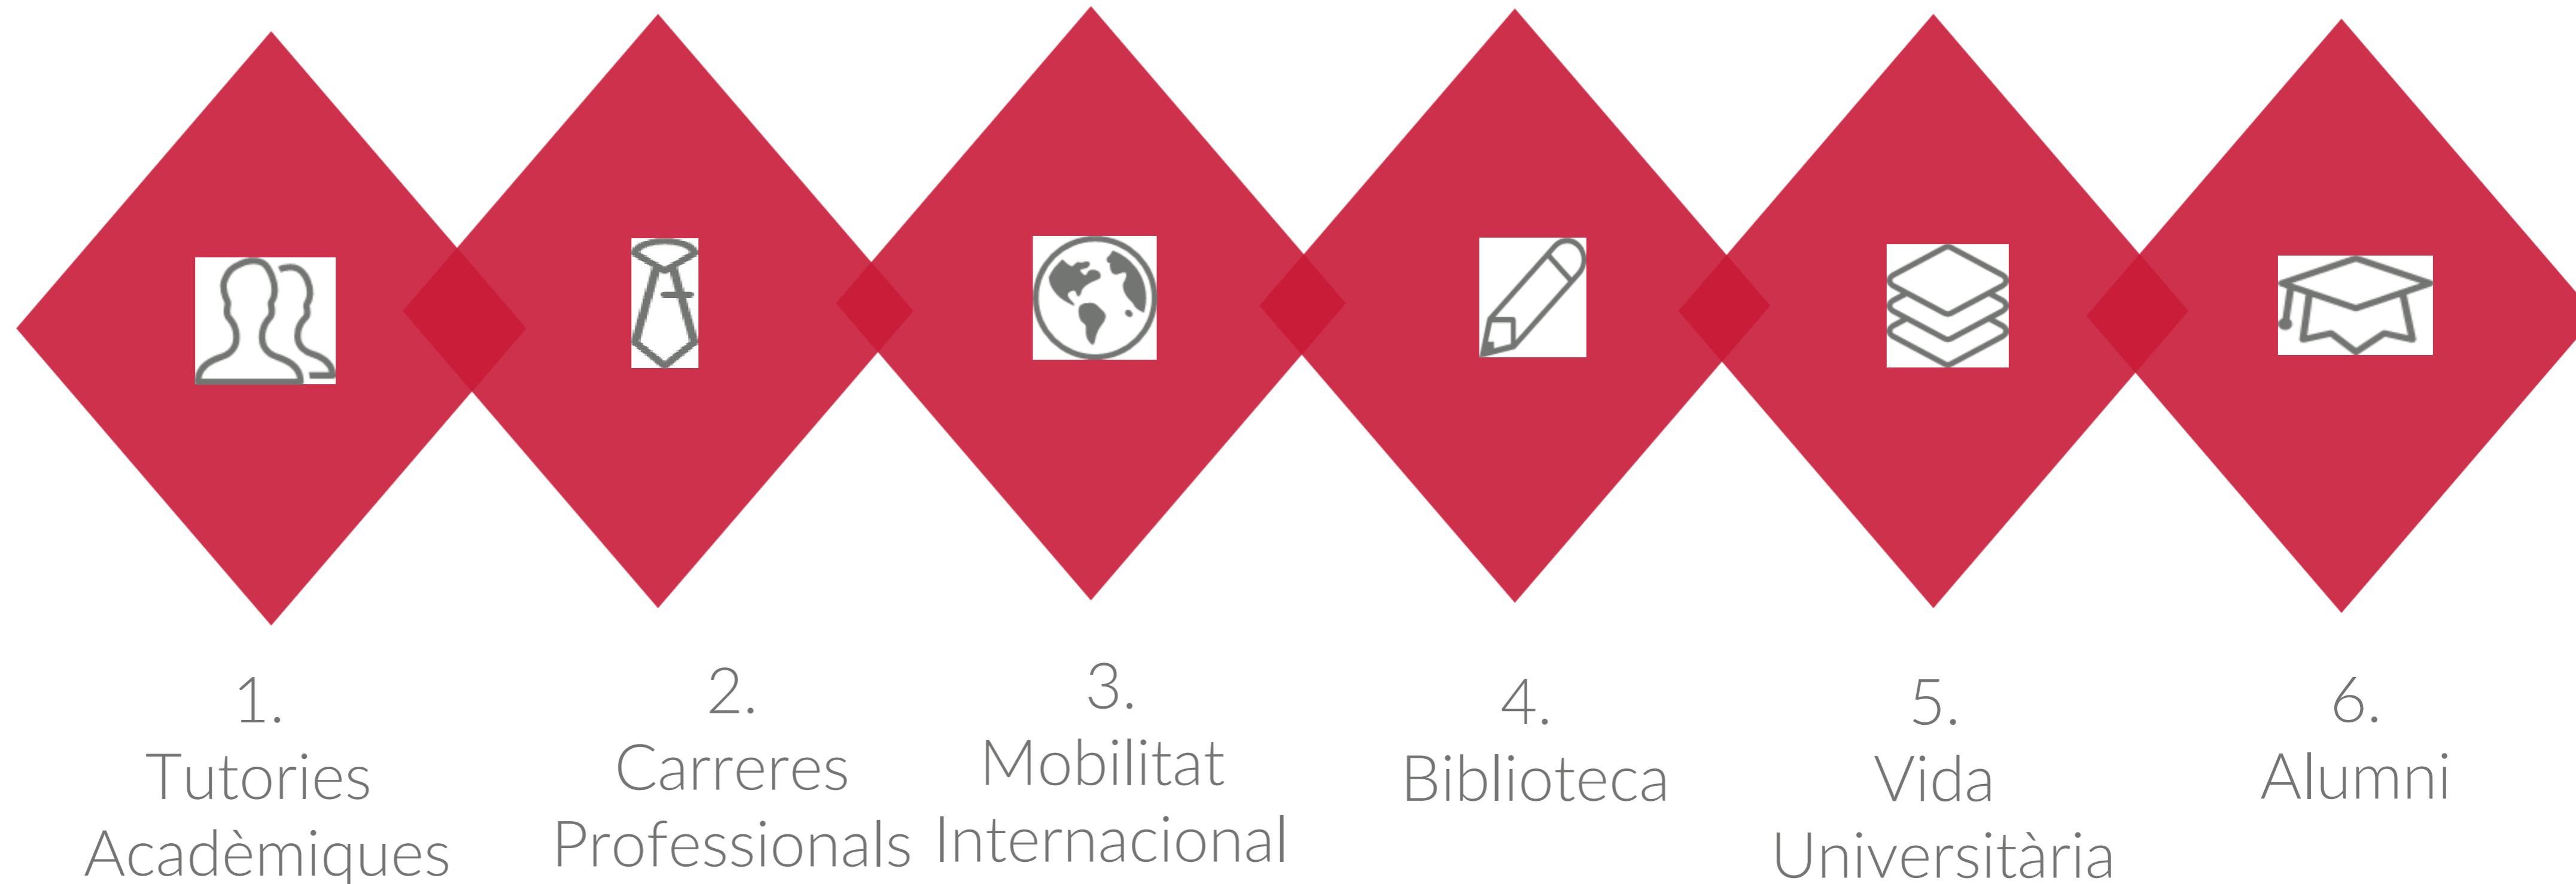 1.
Tutories
Acadèmiques
2.
Carreres
Professionals
3.
Mobilitat
Internacional
4.
Biblioteca
5.
Vida
Universitària
6.
Alumni